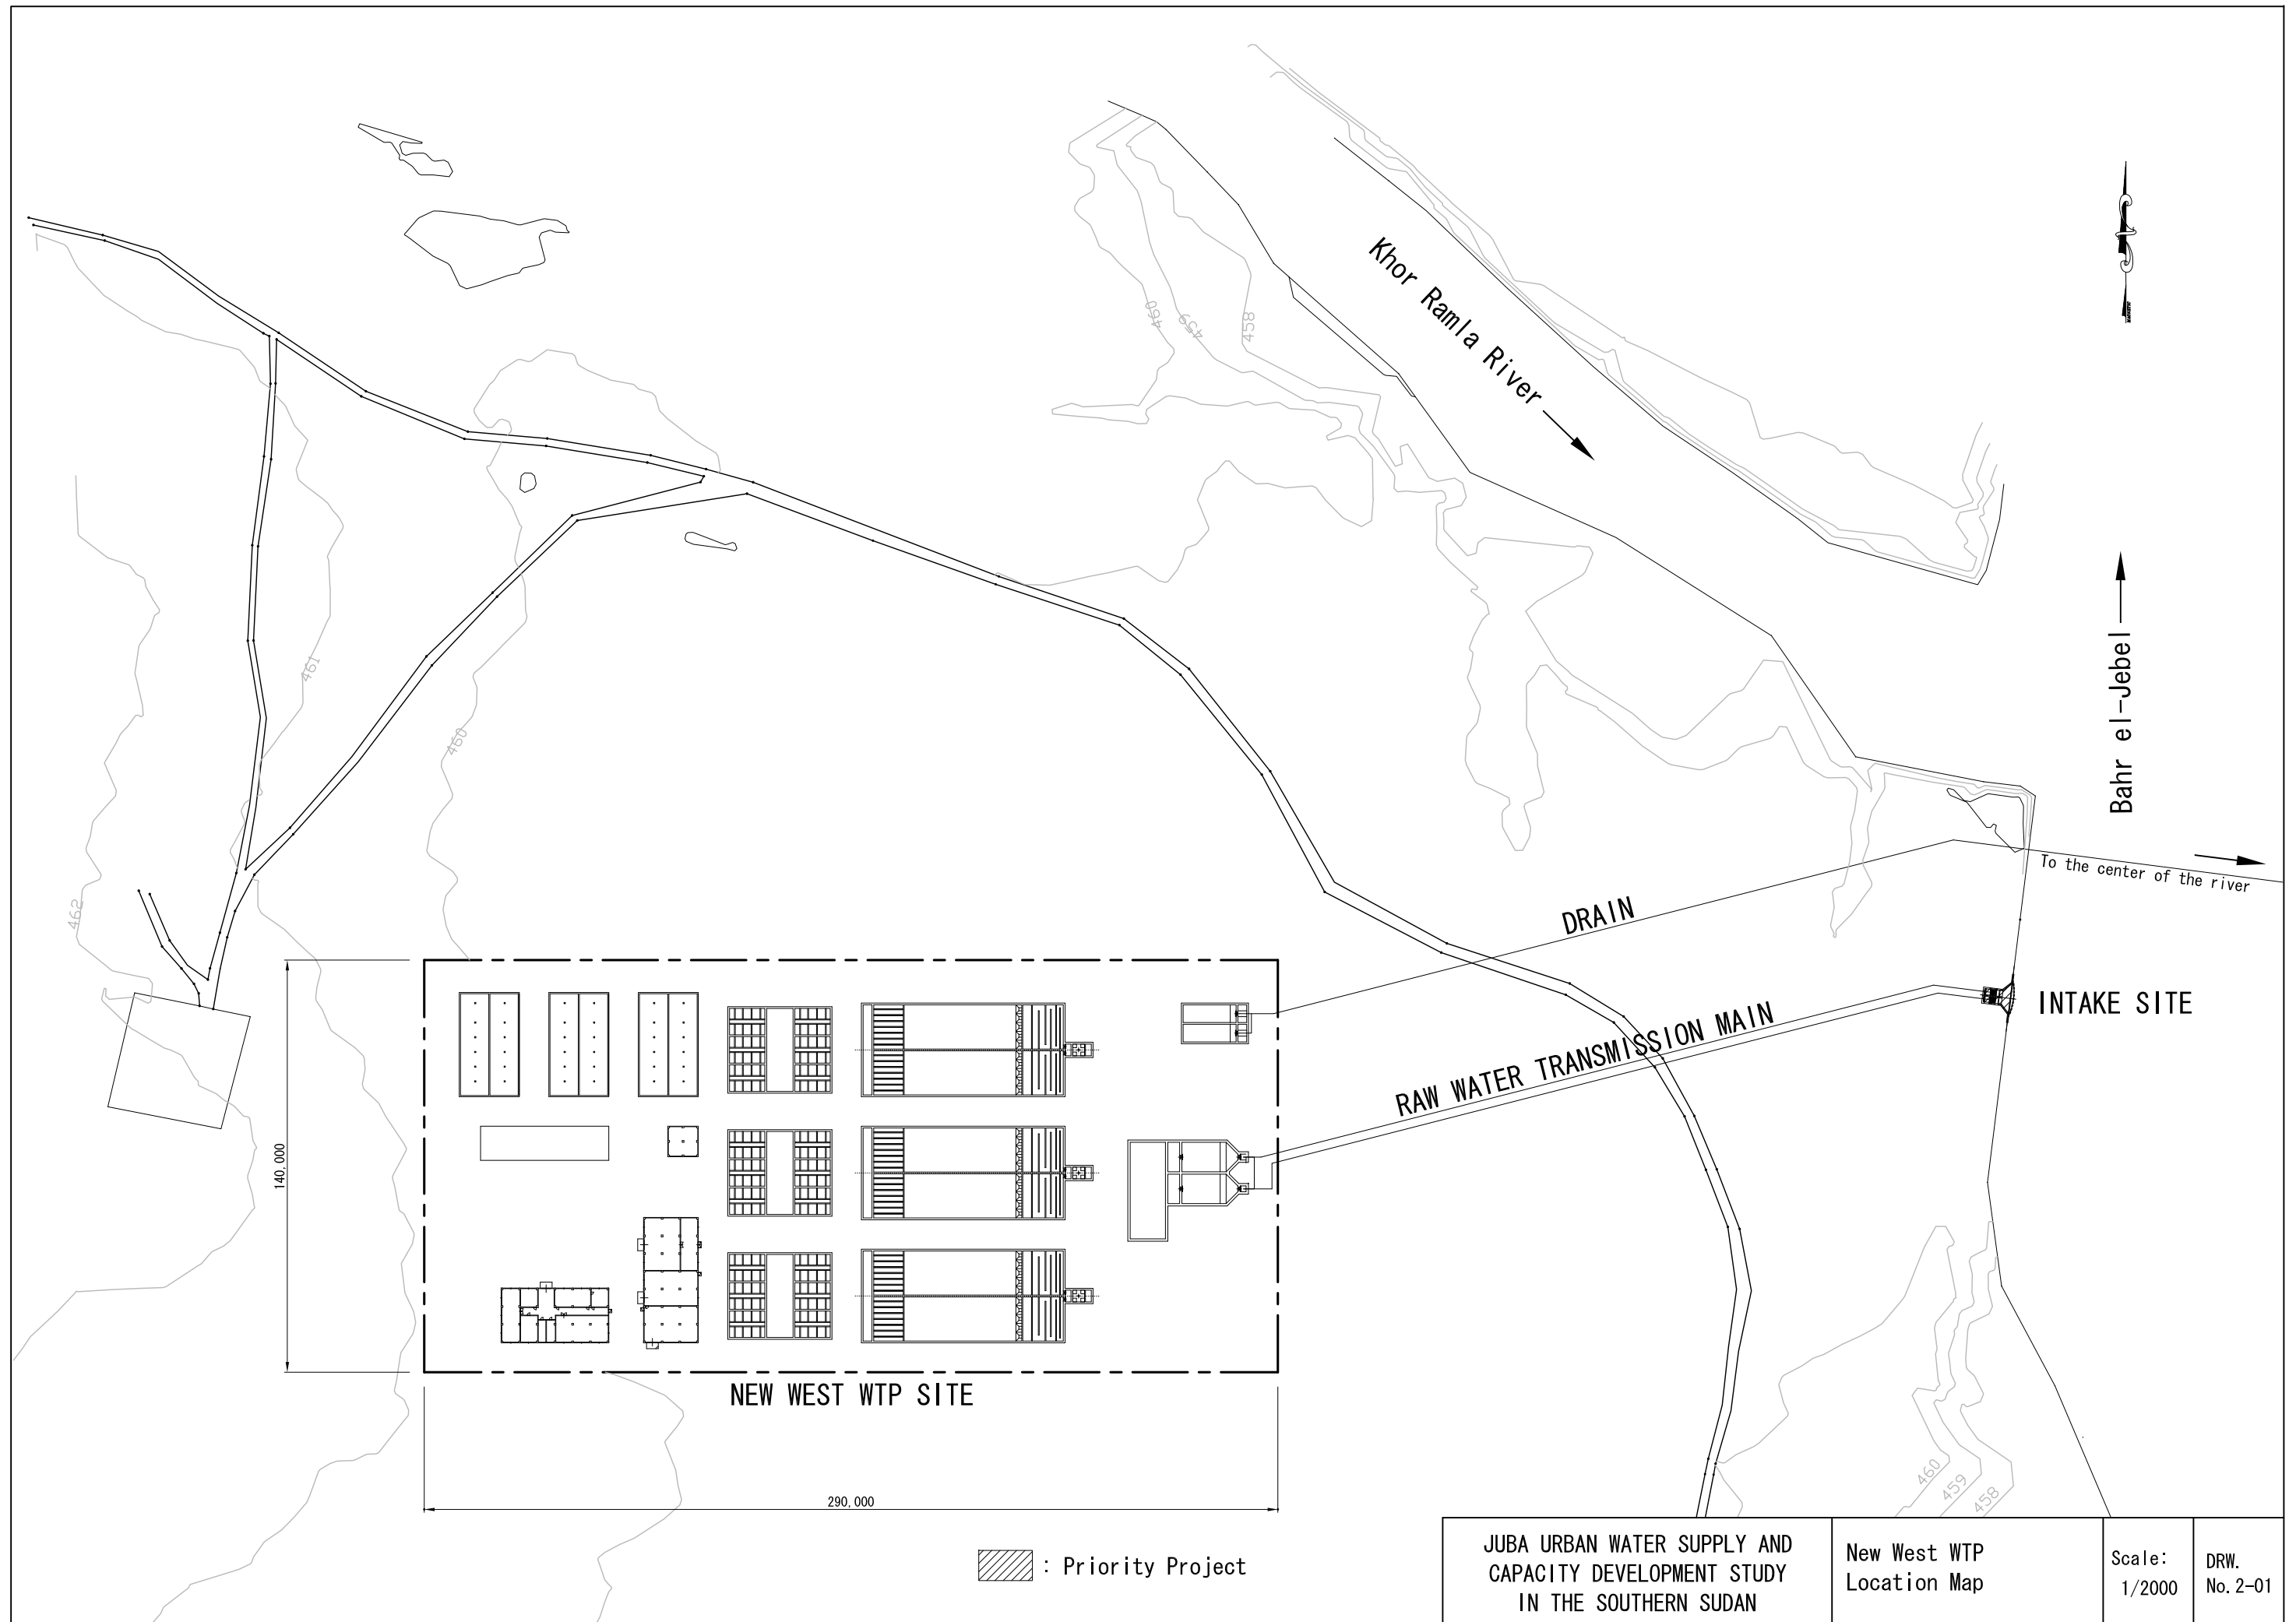 Khor Ramla River
460
459
458
Bahr el-Jebel
461
460
462
To the center of the river
DRAIN
INTAKE SITE
RAW WATER TRANSMISSION MAIN
140,000
NEW WEST WTP SITE
290,000
460
459
458
: Priority Project
JUBA URBAN WATER SUPPLY AND
CAPACITY DEVELOPMENT STUDY
IN THE SOUTHERN SUDAN
New West WTP
Location Map
Scale:
1/2000
DRW.
No.2-01